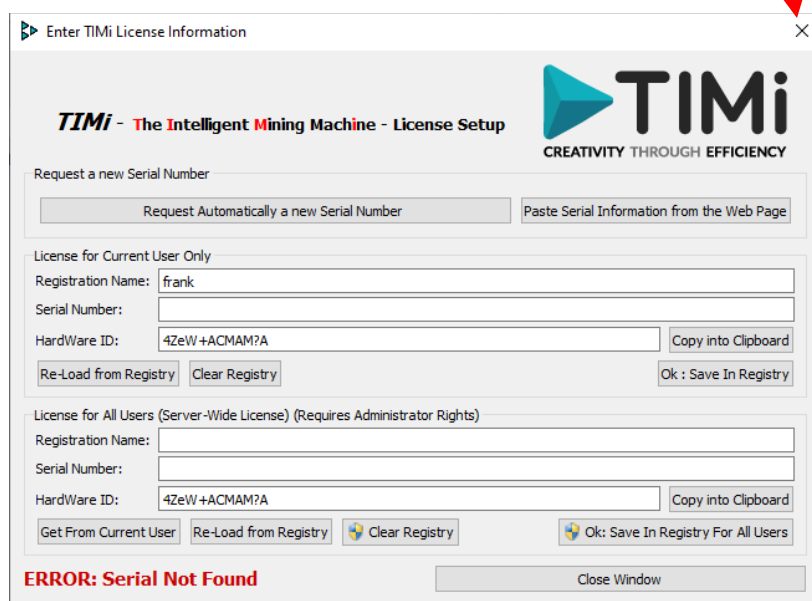 Enter TIMi License Information
TIMi - The Intelligent Mining Machine - License Setup
TIMi
CREATIVITY THROUGH EFFICIENCY
Request a new Serial Number
Request Automatically a new Serial Number
Paste Serial Information from the Web Page
License for Current User Only
Registration Name: frank
Serial Number:
HardWare ID: 4ZeW+ACMAM?A Copy into Clipboard
Re-Load from Registry Clear Registry Ok : Save In Registry
License for All Users (Server-Wide License) (Requires Administrator Rights)
Registration Name:
Serial Number:
HardWare ID: 4ZeW+ACMAM?A Copy into Clipboard
Get From Current User Re-Load from Registry Clear Registry Ok: Save In Registry For All Users
ERROR: Serial Not Found Close Window